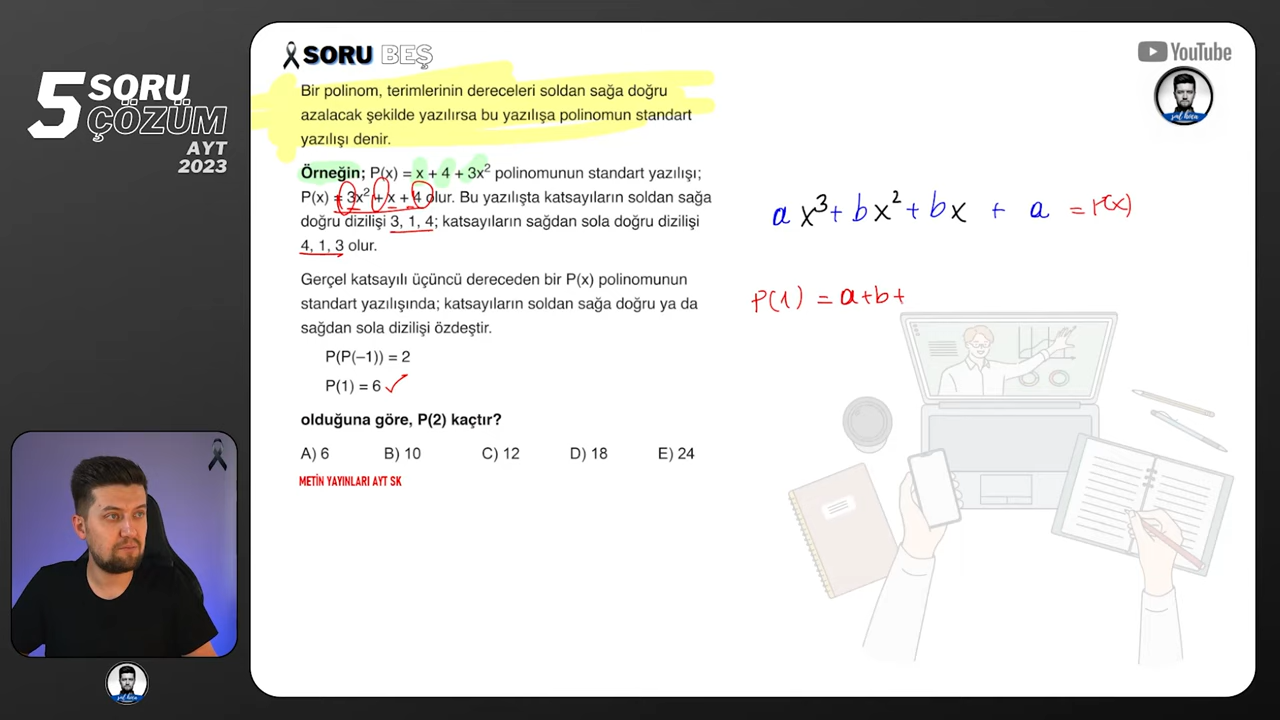 5 SORU
ÇÖZÜM
AYT
2023
SORU BEŞ
YouTube
Bir polinom, terimlerinin dereceleri soldan sağa doğru
azalacak şekilde yazılırsa bu yazılışa polinomun standart
yazılışı denir.
Örneğin; P(x) = x + 4 + 3x² polinomunun standart yazılışı;
P(x) = 3x² + x + 4 olur. Bu yazılışta katsayıların soldan sağa
doğru dizilişi 3, 1, 4; katsayıların sağdan sola doğru dizilişi
4, 1, 3 olur.
Gerçel katsayılı üçüncü dereceden bir P(x) polinomunun
standart yazılışında; katsayıların soldan sağa doğru ya da
sağdan sola dizilişi özdeştir.
P(P(–1)) = 2
P(1) = 6
olduğuna göre, P(2) kaçtır?
A) 6 B) 10 C) 12 D) 18 E) 24
METİN YAYINLARI AYT SK
ax³ + bx² + bx + a = P(x)
P(1) = a+b+